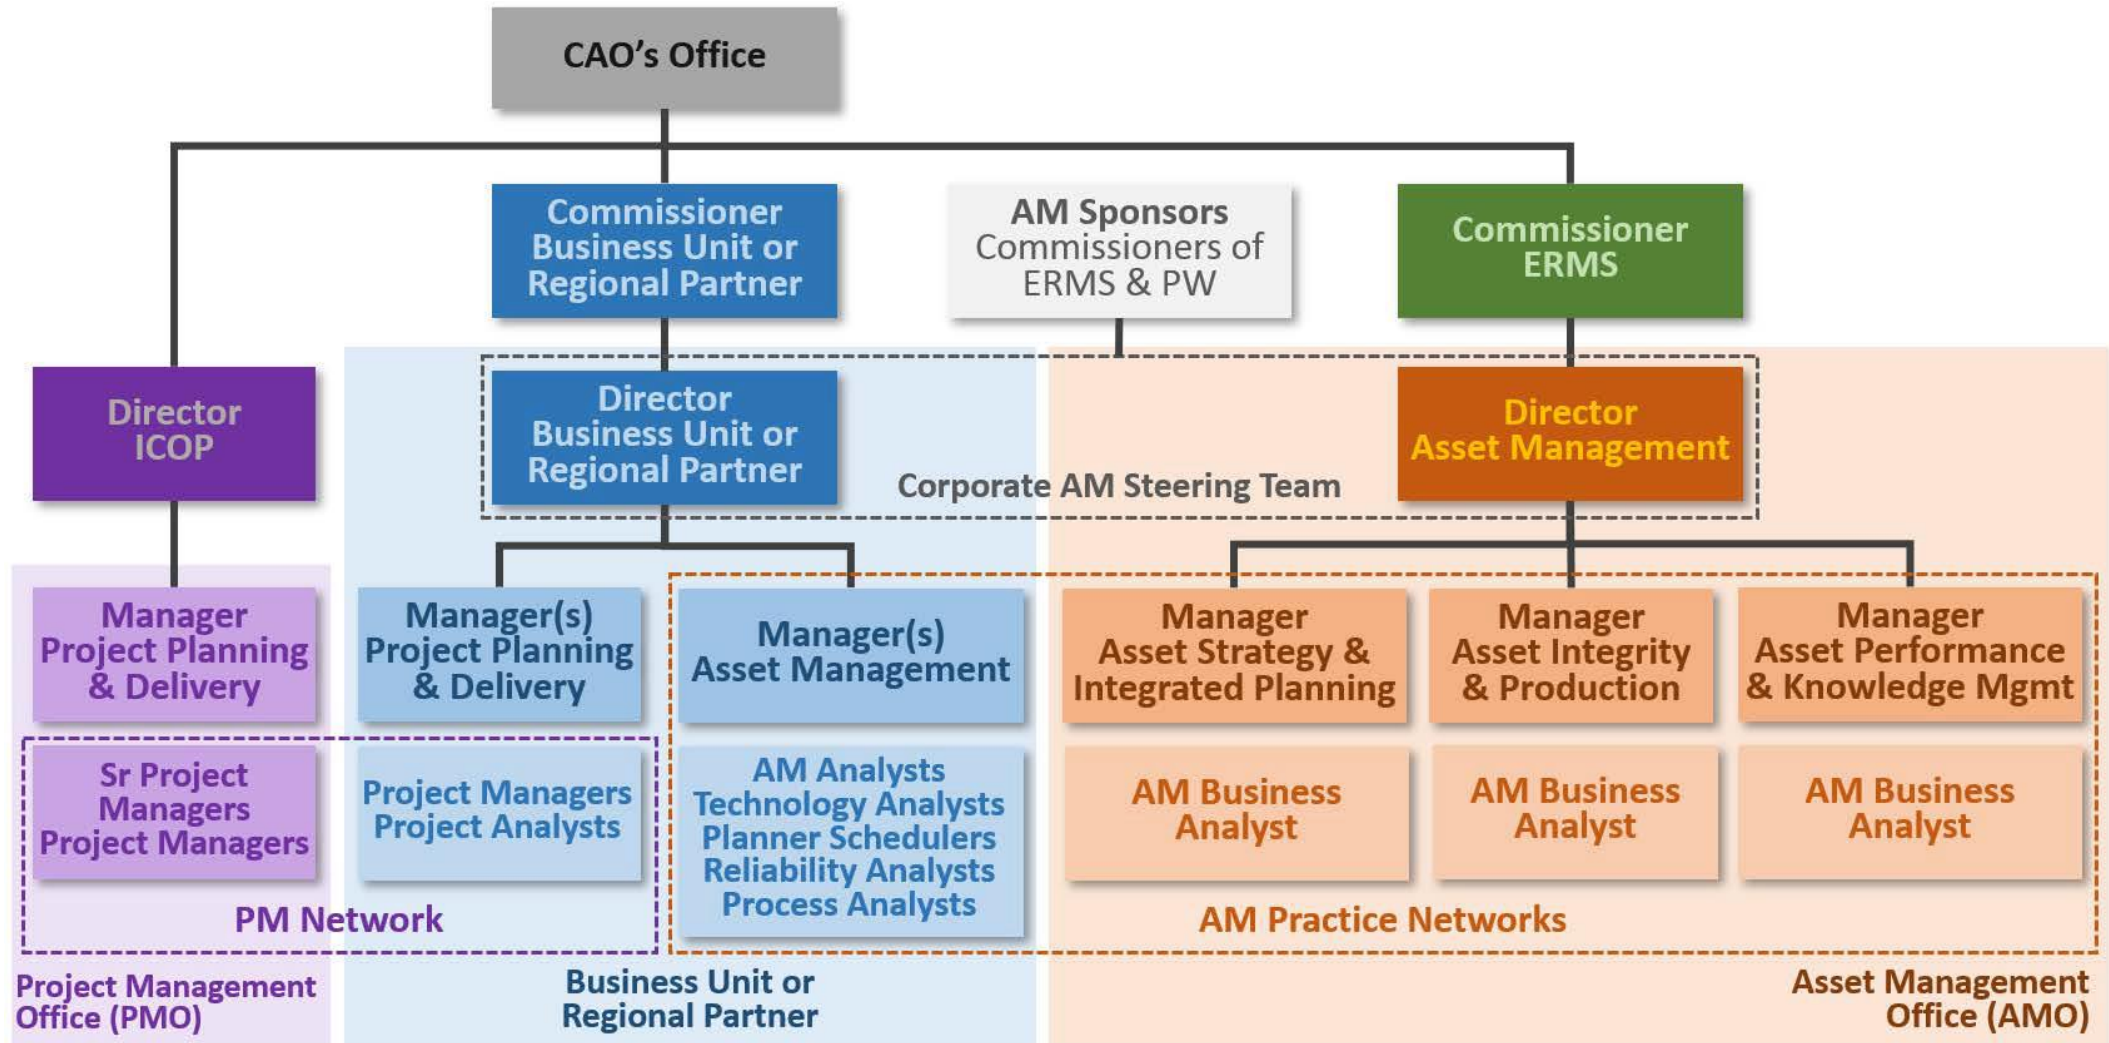 CAO's Office
Commissioner
Business Unit or
Regional Partner
AM Sponsors
Commissioners of
ERMS & PW
Commissioner
ERMS
Director
ICOP
Director
Business Unit or
Regional Partner
Corporate AM Steering Team
Director
Asset Management
Manager
Project Planning
& Delivery
Manager(s)
Project Planning
& Delivery
Manager(s)
Asset Management
Manager
Asset Strategy &
Integrated Planning
Manager
Asset Integrity
& Production
Manager
Asset Performance
& Knowledge Mgmt
Sr Project
Managers
Project Managers
Project Managers
Project Analysts
AM Analysts
Technology Analysts
Planner Schedulers
Reliability Analysts
Process Analysts
AM Business
Analyst
AM Business
Analyst
AM Business
Analyst
PM Network
AM Practice Networks
Project Management
Office (PMO)
Business Unit or
Regional Partner
Asset Management
Office (AMO)